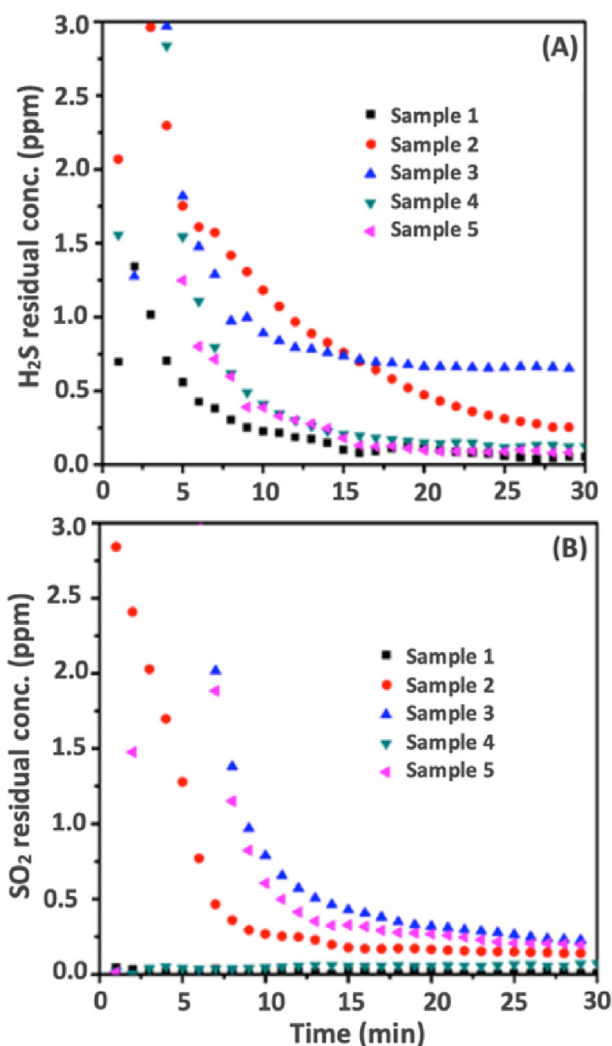 (A)
H₂S residual conc. (ppm)
3.0
2.5
2.0
1.5
1.0
0.5
0.0
Sample 1
Sample 2
Sample 3
Sample 4
Sample 5
0 5 10 15 20 25 30
(B)
SO₂ residual conc. (ppm)
3.0
2.5
2.0
1.5
1.0
0.5
0.0
Sample 1
Sample 2
Sample 3
Sample 4
Sample 5
0 5 10 15 20 25 30
Time (min)